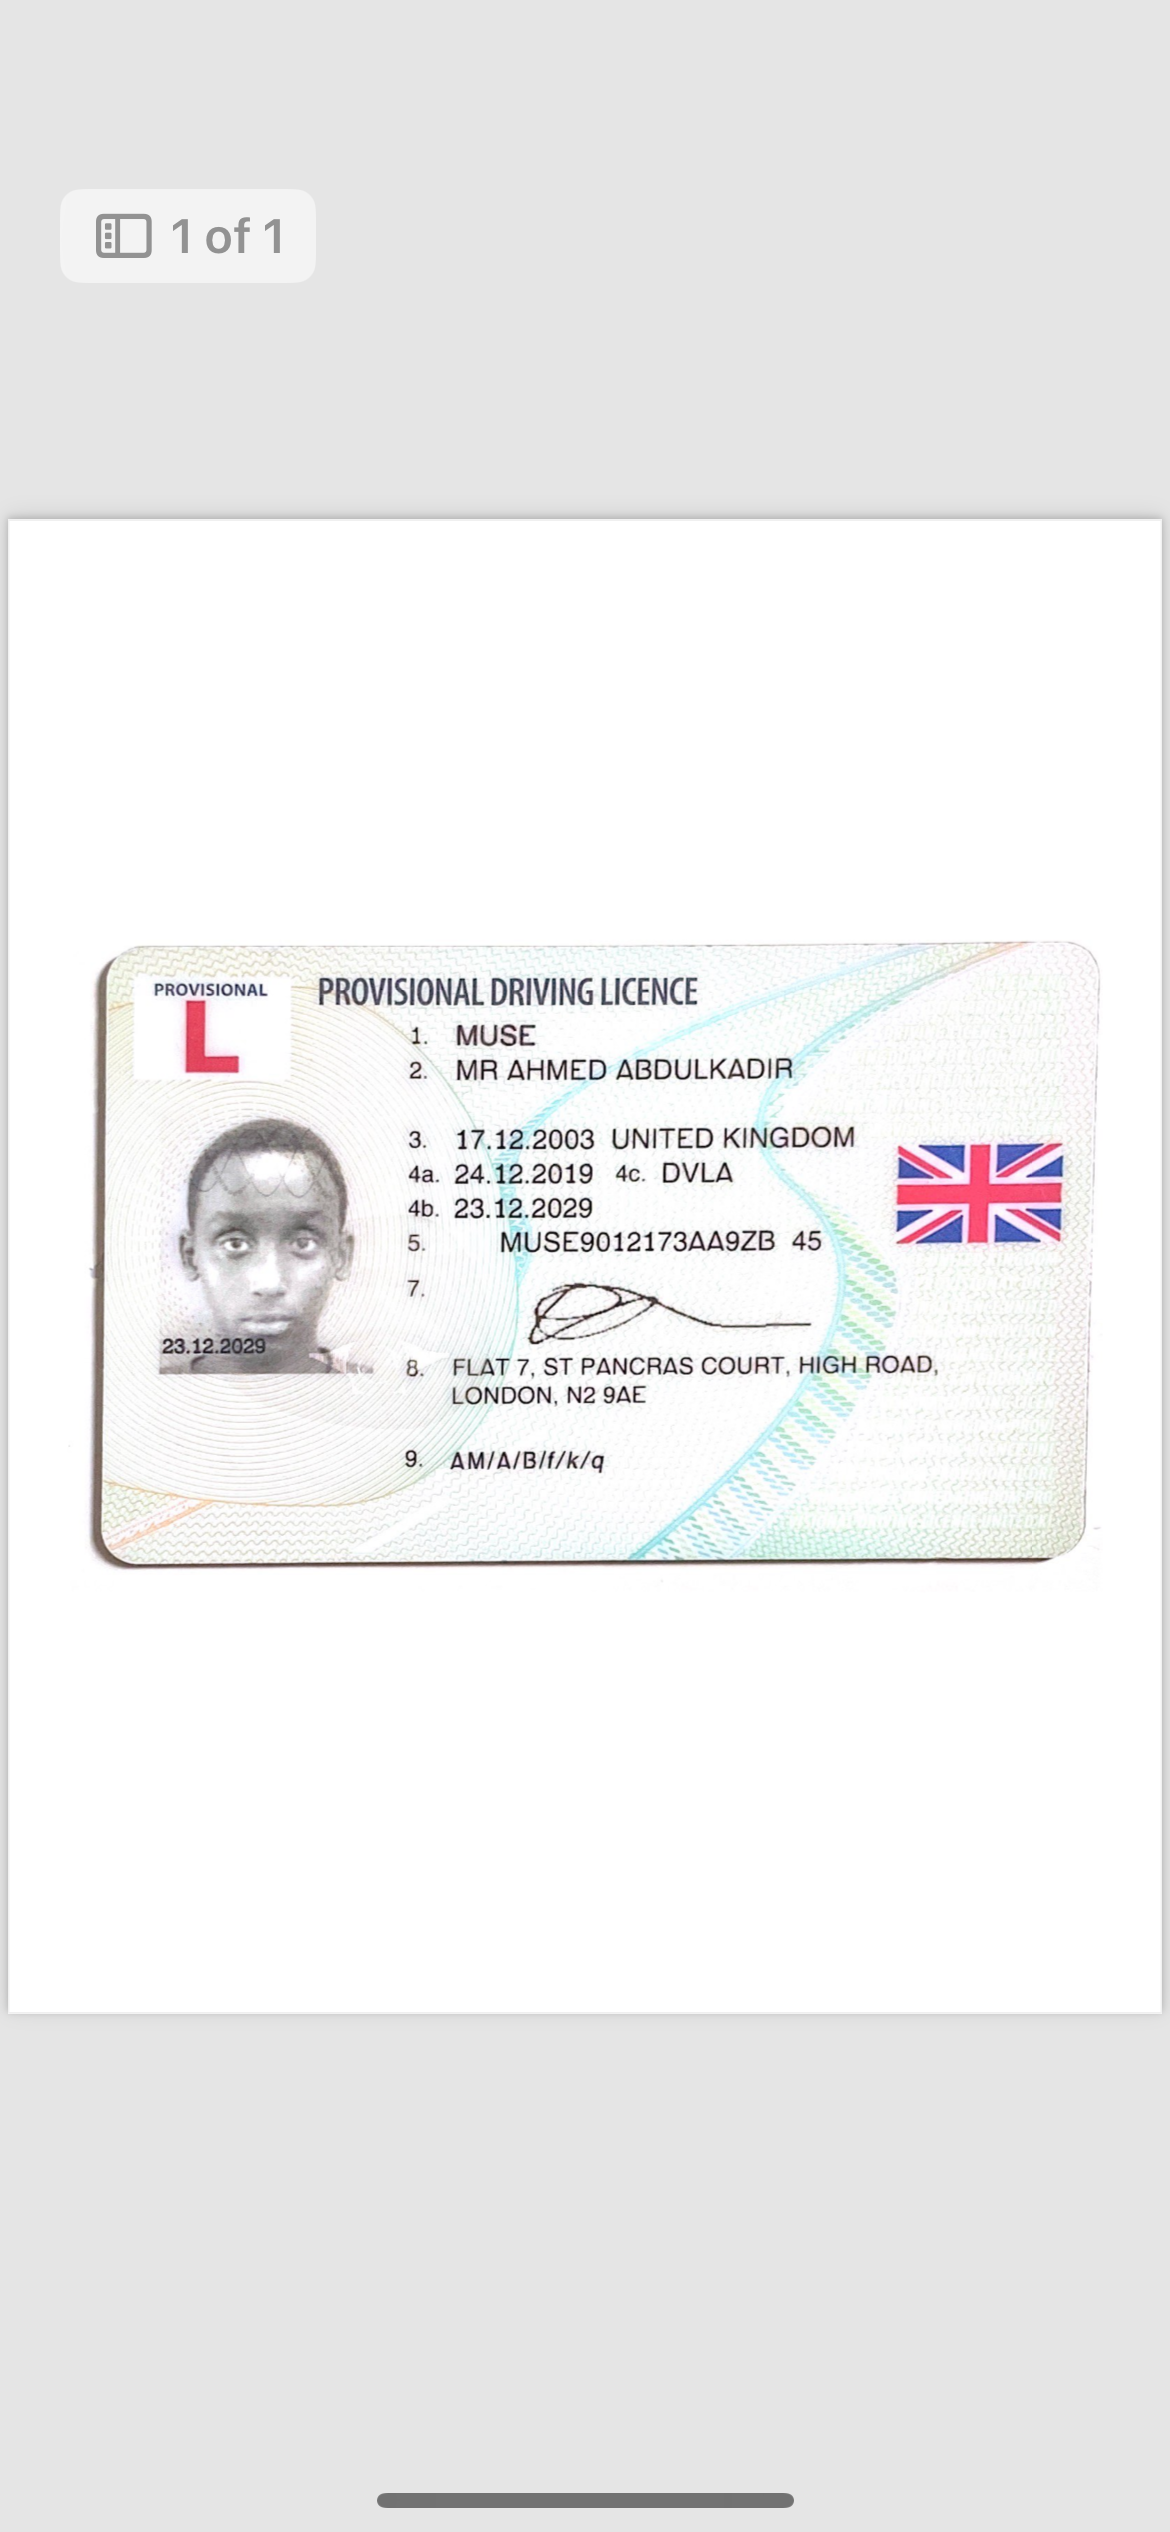 1 of 1
PROVISIONAL
L
PROVISIONAL DRIVING LICENCE
1. MUSE
2. MR AHMED ABDULKADIR
3. 17.12.2003 UNITED KINGDOM
4a. 24.12.2019 4c. DVLA
4b. 23.12.2029
5. MUSE9012173AA9ZB 45
7.
23.12.2029
8. FLAT 7, ST PANCRAS COURT, HIGH ROAD,
LONDON, N2 9AE
9. AM/A/B/f/k/q